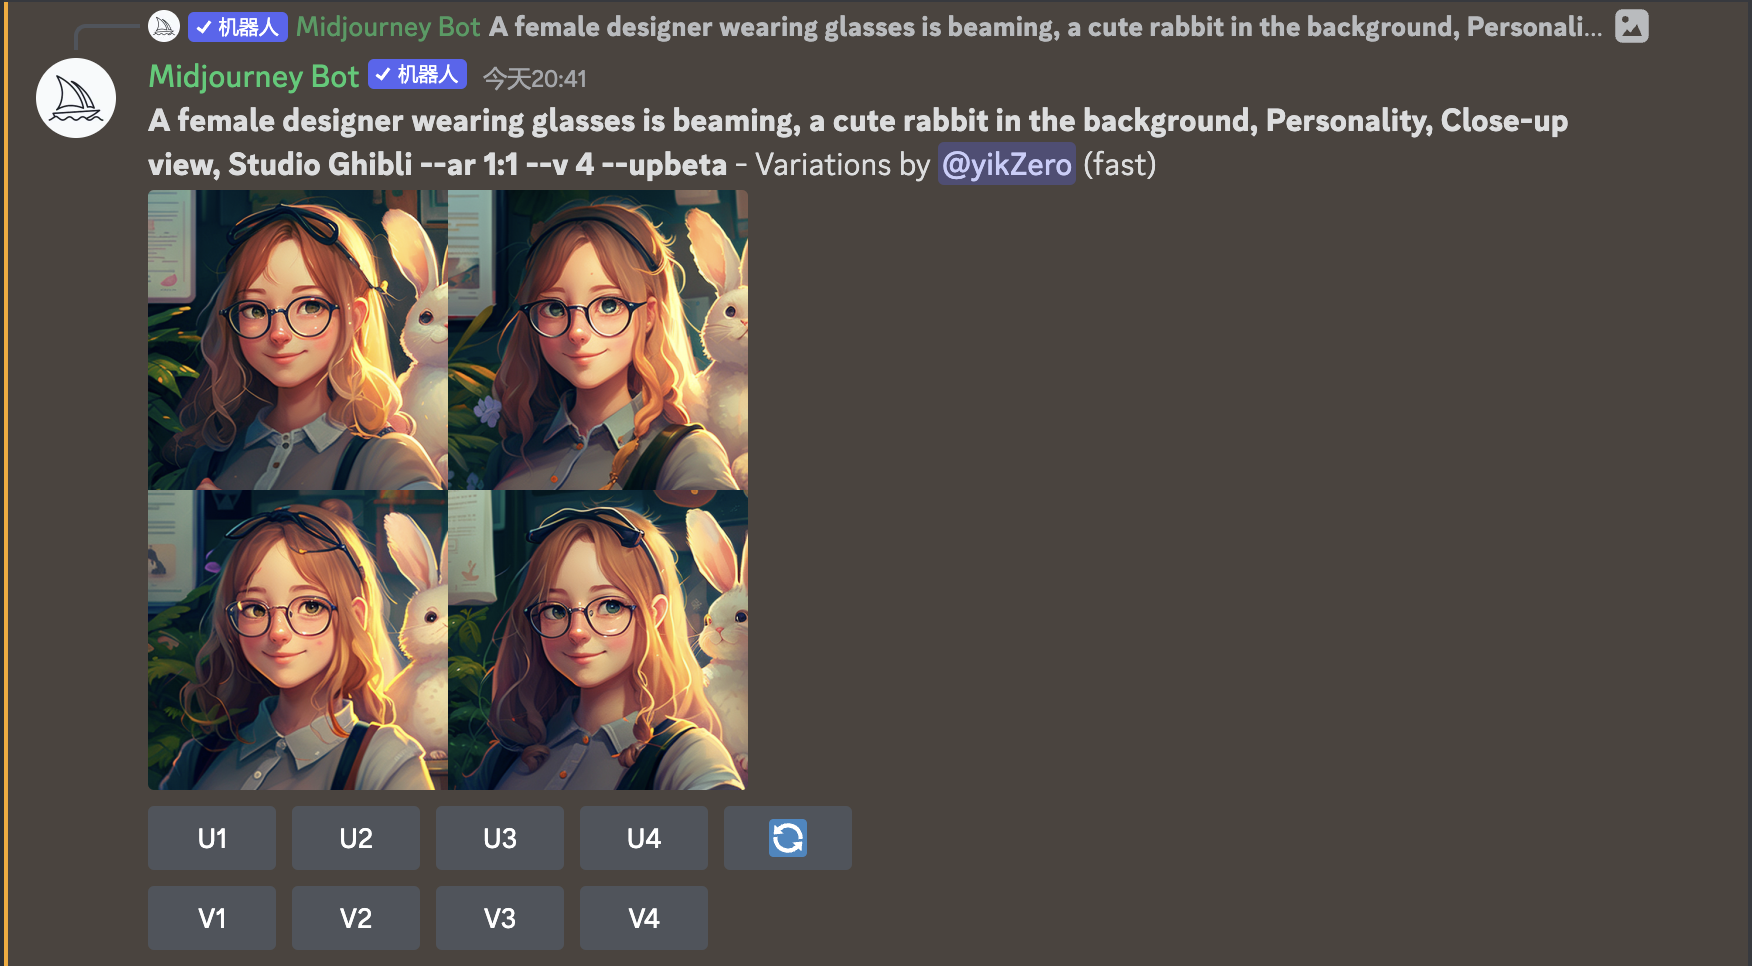 机器人 Midjourney Bot A female designer wearing glasses is beaming, a cute rabbit in the background, Personali...
Midjourney Bot 机器人 今天20:41
A female designer wearing glasses is beaming, a cute rabbit in the background, Personality, Close-up
view, Studio Ghibli --ar 1:1 --v 4 --upbeta - Variations by @yikZero (fast)
U1 U2 U3 U4
V1 V2 V3 V4